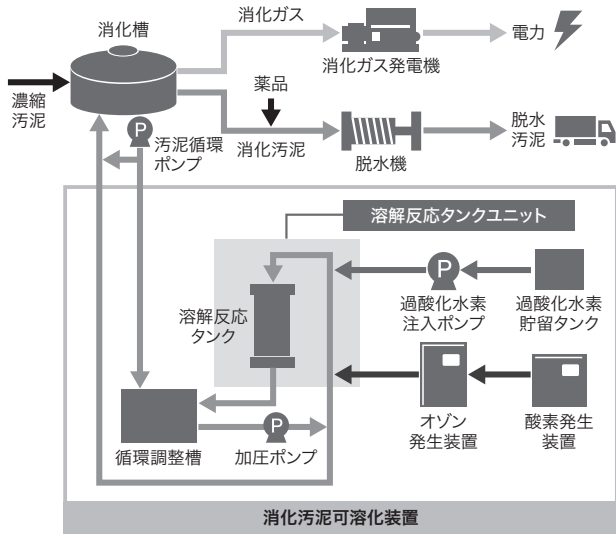 消化槽
消化ガス
電力
消化ガス発電機
濃縮
汚泥
薬品
P
汚泥循環
ポンプ
消化汚泥
脱水機
脱水
汚泥
溶解反応タンクユニット
溶解反応
タンク
P
過酸化水素
注入ポンプ
過酸化水素
貯留タンク
オゾン
発生装置
酸素発生
装置
循環調整槽
P
加圧ポンプ
消化汚泥可溶化装置